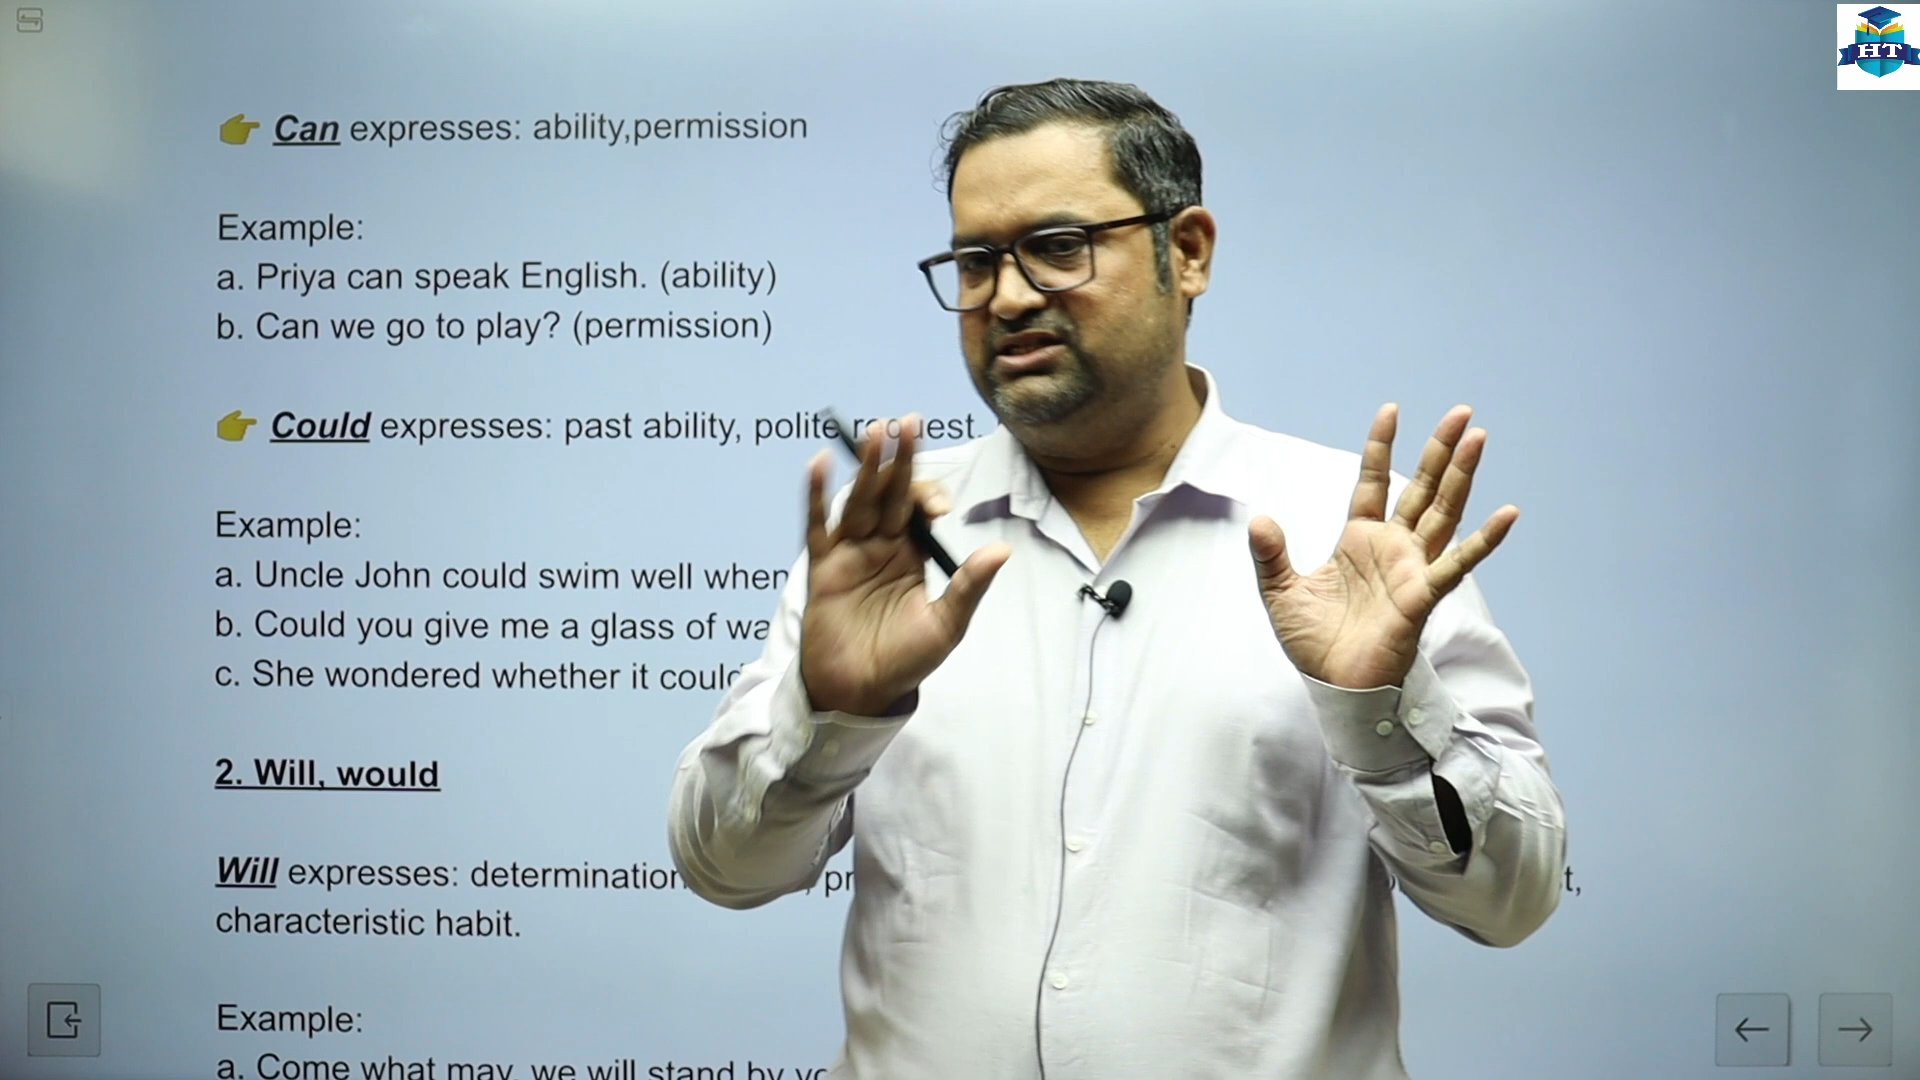 HT
Can expresses: ability,permission
Example:
a. Priya can speak English. (ability)
b. Can we go to play? (permission)
Could expresses: past ability, polite request.
Example:
a. Uncle John could swim well when
b. Could you give me a glass of
c. She wondered whether it could
2. Will, would
Will expresses: determination
characteristic habit.
Example:
a. Come what may, we will stand by